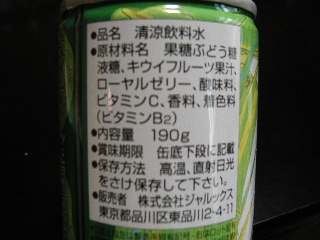 ●品名 清涼飲料水
●原材料名 果糖ぶどう糖
液糖、キウイフルーツ果汁、
ローヤルゼリー、酸味料、
ビタミンC、香料、着色料
(ビタミンB2)
●内容量 190g
●賞味期限 缶底下段に記載
●保存方法 高温、直射日光
をさけ保存して下さい。
●販売者 株式会社ジャルックス
東京都品川区東品川2-4-11